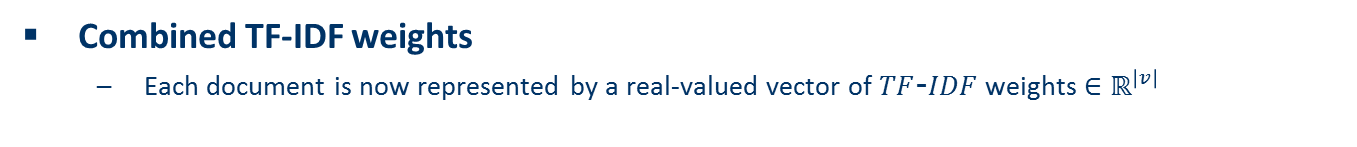 ▪ Combined TF-IDF weights
– Each document is now represented by a real-valued vector of TF-IDF weights ∈ ℝ^|v|